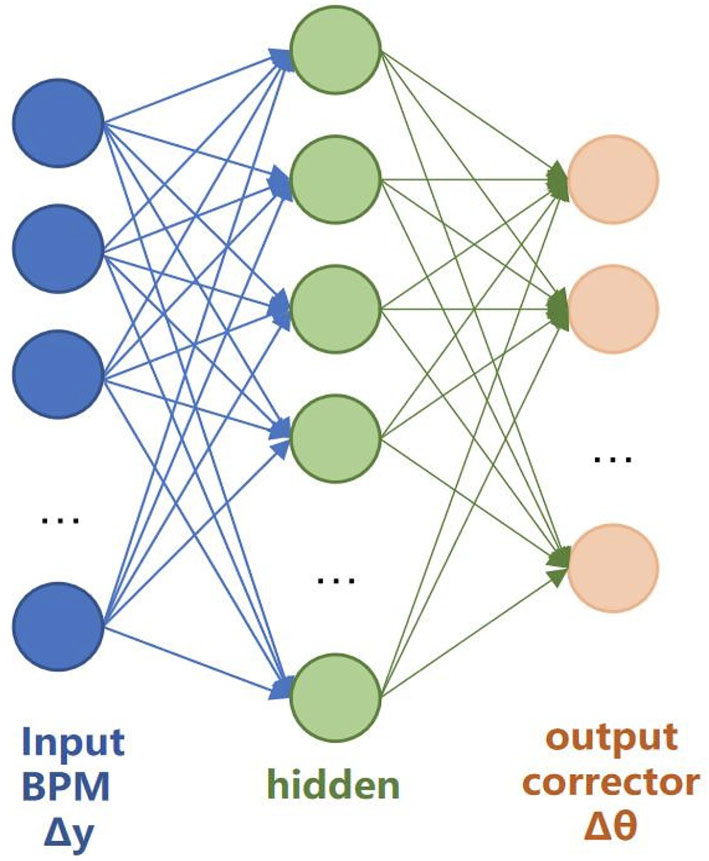 ...
...
...
Input
BPM
Δy
hidden
output
corrector
Δθ